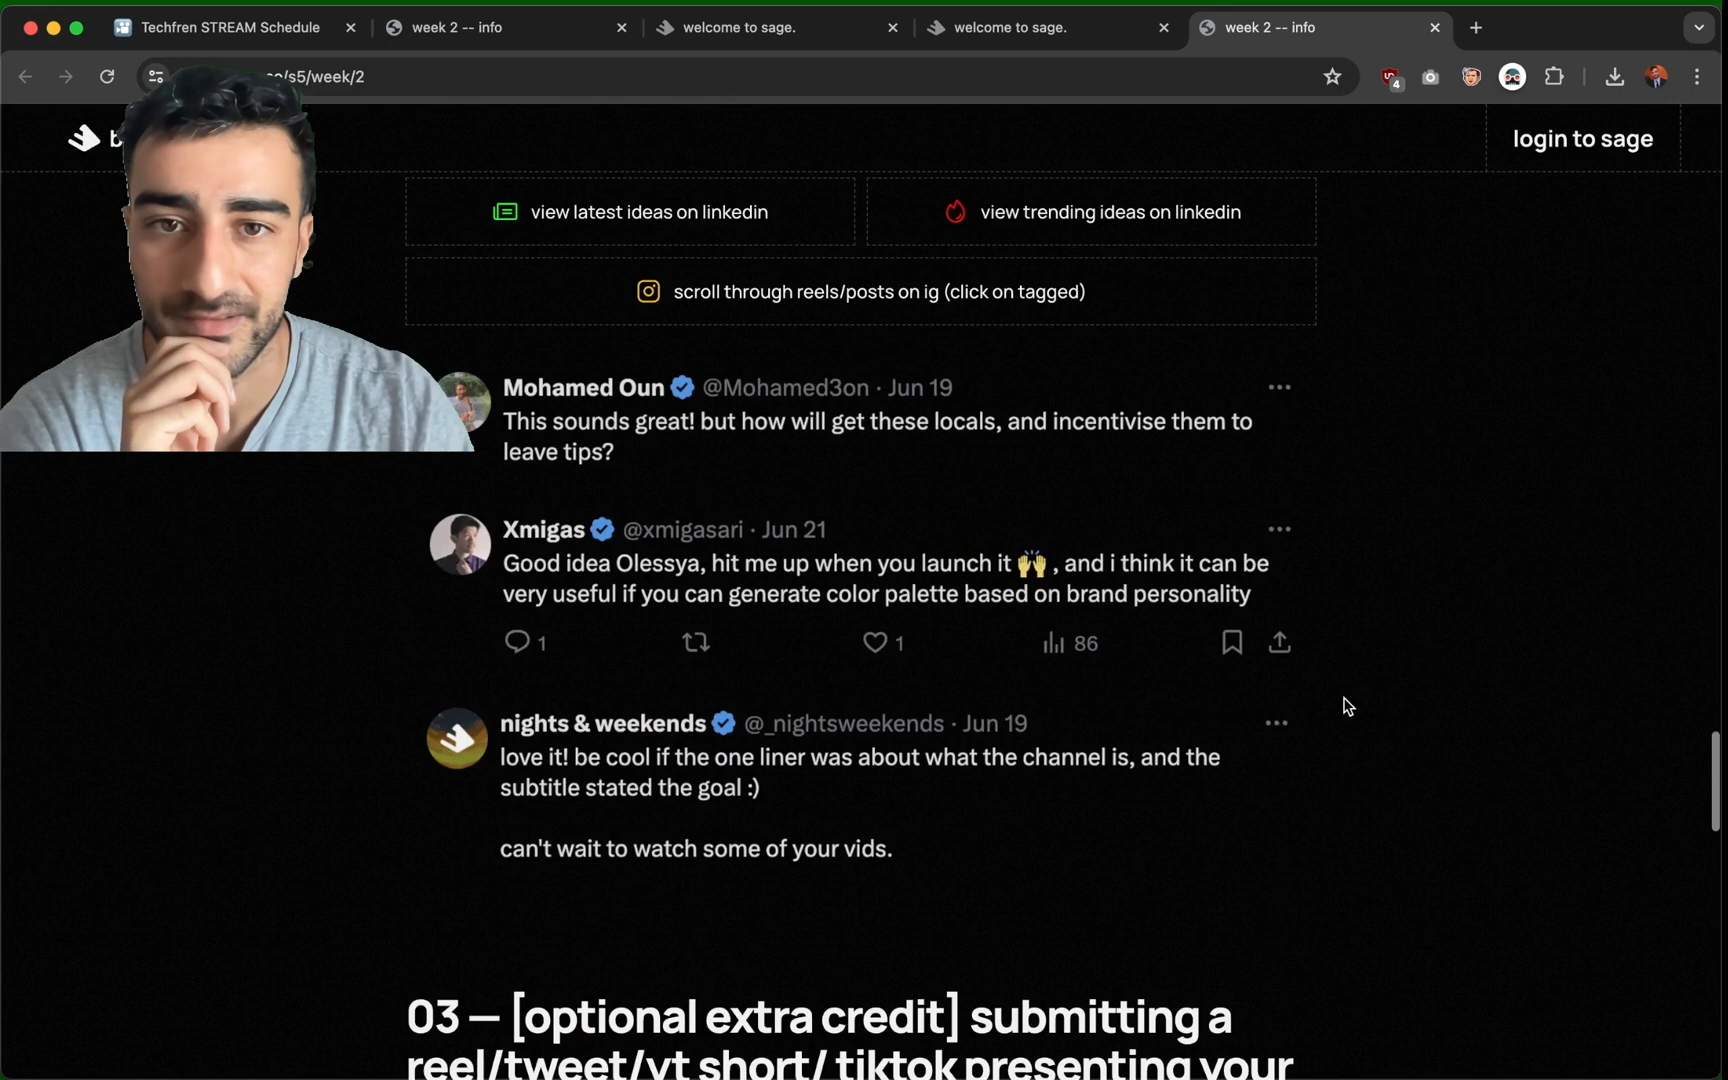 Techfren STREAM Schedule
week 2 -- info
welcome to sage.
welcome to sage.
week 2 -- info
/s5/week/2
4
b
login to sage
view latest ideas on linkedin
view trending ideas on linkedin
scroll through reels/posts on ig (click on tagged)
Mohamed Oun @Mohamed3on · Jun 19
This sounds great! but how will get these locals, and incentivise them to
leave tips?
Xmigas @xmigasari · Jun 21
Good idea Olessya, hit me up when you launch it 🙌 , and i think it can be
very useful if you can generate color palette based on brand personality
1
1
86
nights & weekends @_nightsweekends · Jun 19
love it! be cool if the one liner was about what the channel is, and the
subtitle stated the goal :)
can't wait to watch some of your vids.
03 — [optional extra credit] submitting a
reel/tweet/yt short/ tiktok presenting your